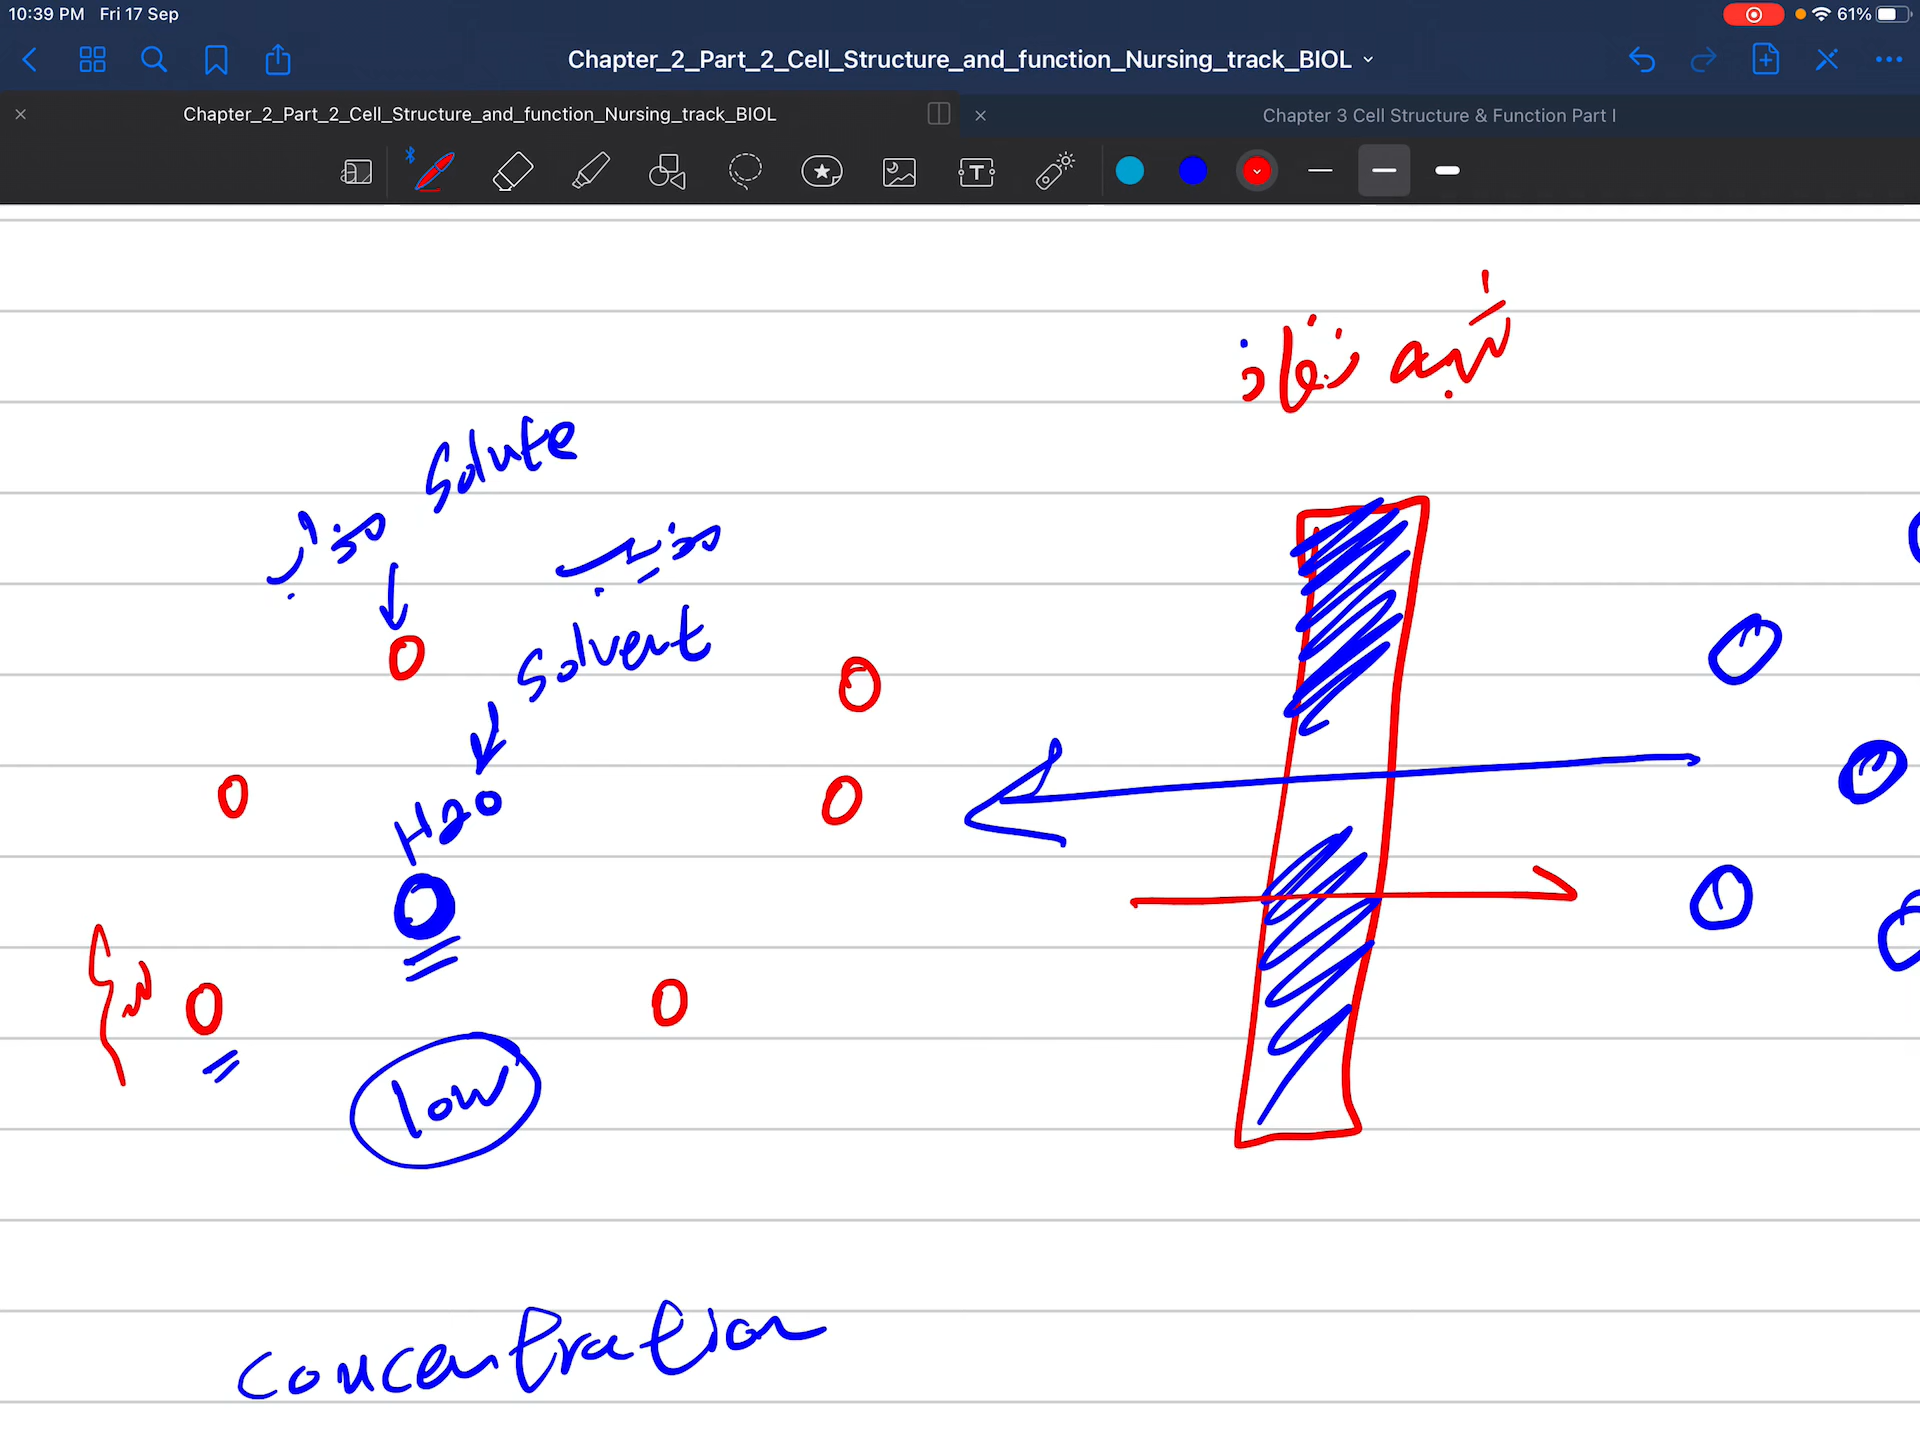 10:39 PM Fri 17 Sep
61%
Chapter_2_Part_2_Cell_Structure_and_function_Nursing_track_BIOL
Chapter_2_Part_2_Cell_Structure_and_function_Nursing_track_BIOL
Chapter 3 Cell Structure & Function Part I
شبه نفاذ
Solute
مذاب
مذيب
Solvent
H2O
low
concentration